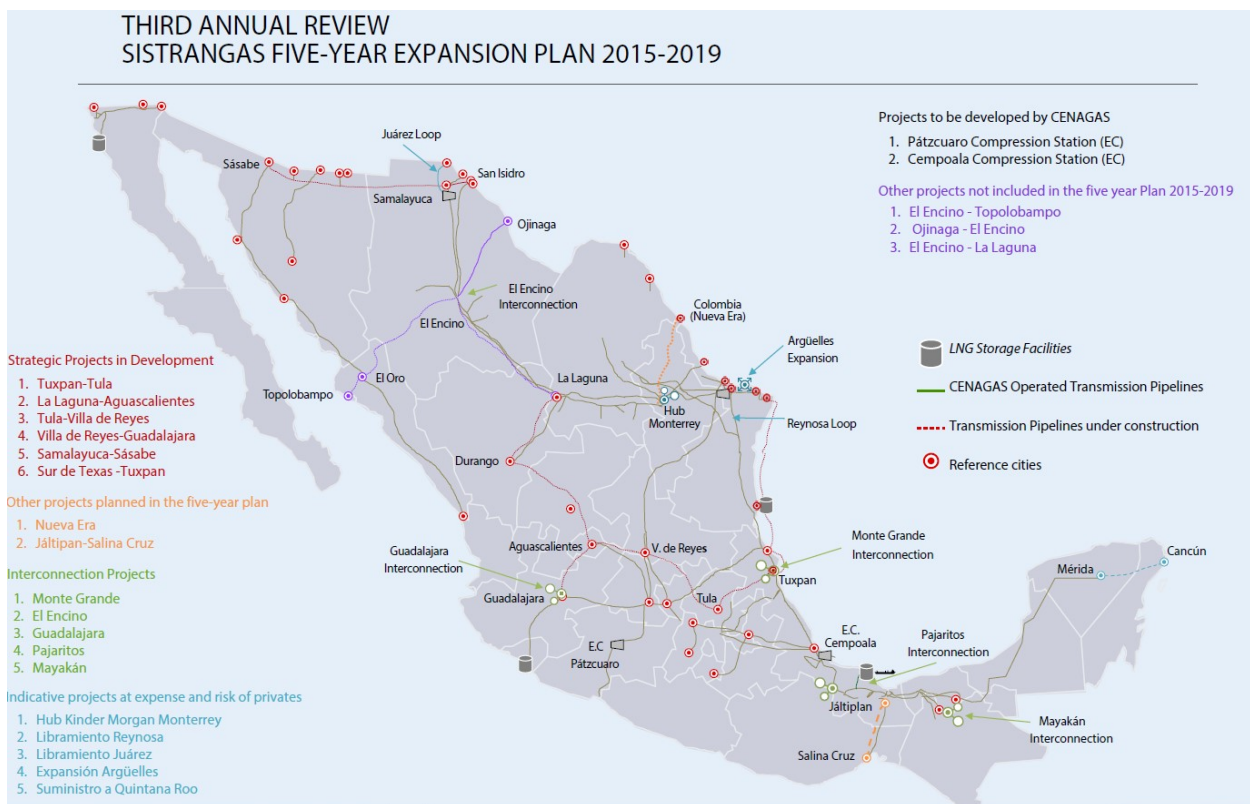 THIRD ANNUAL REVIEW
SISTRANGAS FIVE-YEAR EXPANSION PLAN 2015-2019
Projects to be developed by CENAGAS
1. Pátzcuaro Compression Station (EC)
2. Cempoala Compression Station (EC)
Other projects not included in the five year Plan 2015-2019
1. El Encino - Topolobampo
2. Ojinaga - El Encino
3. El Encino - La Laguna
LNG Storage Facilities
CENAGAS Operated Transmission Pipelines
Transmission Pipelines under construction
Reference cities
Strategic Projects in Development
1. Tuxpan-Tula
2. La Laguna-Aguascalientes
3. Tula-Villa de Reyes
4. Villa de Reyes-Guadalajara
5. Samalayuca-Sásabe
6. Sur de Texas -Tuxpan
Other projects planned in the five-year plan
1. Nueva Era
2. Jáltipan-Salina Cruz
Interconnection Projects
1. Monte Grande
2. El Encino
3. Guadalajara
4. Pajaritos
5. Mayakán
Indicative projects at expense and risk of privates
1. Hub Kinder Morgan Monterrey
2. Libramiento Reynosa
3. Libramiento Juárez
4. Expansión Argüelles
5. Suministro a Quintana Roo
Juárez Loop
Sásabe
San Isidro
Samalayuca
Ojinaga
El Encino
Interconnection
El Encino
Colombia
(Nueva Era)
Argüelles
Expansion
El Oro
Topolobampo
La Laguna
Hub
Monterrey
Reynosa Loop
Durango
Aguascalientes
V. de Reyes
Monte Grande
Interconnection
Guadalajara
Interconnection
Tuxpan
Guadalajara
Tula
Mérida
Cancún
E.C
Pátzcuaro
E.C.
Cempoala
Pajaritos
Interconnection
Jáltiplan
Mayakán
Interconnection
Salina Cruz